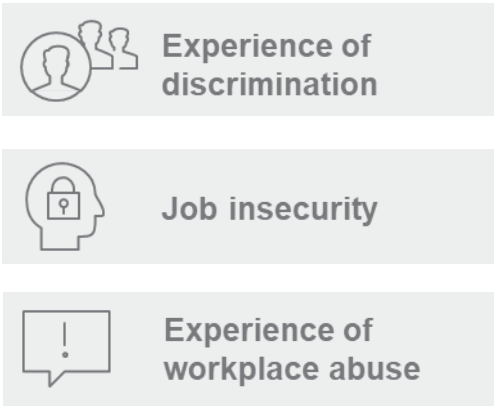 Experience of
discrimination
Job insecurity
Experience of
workplace abuse